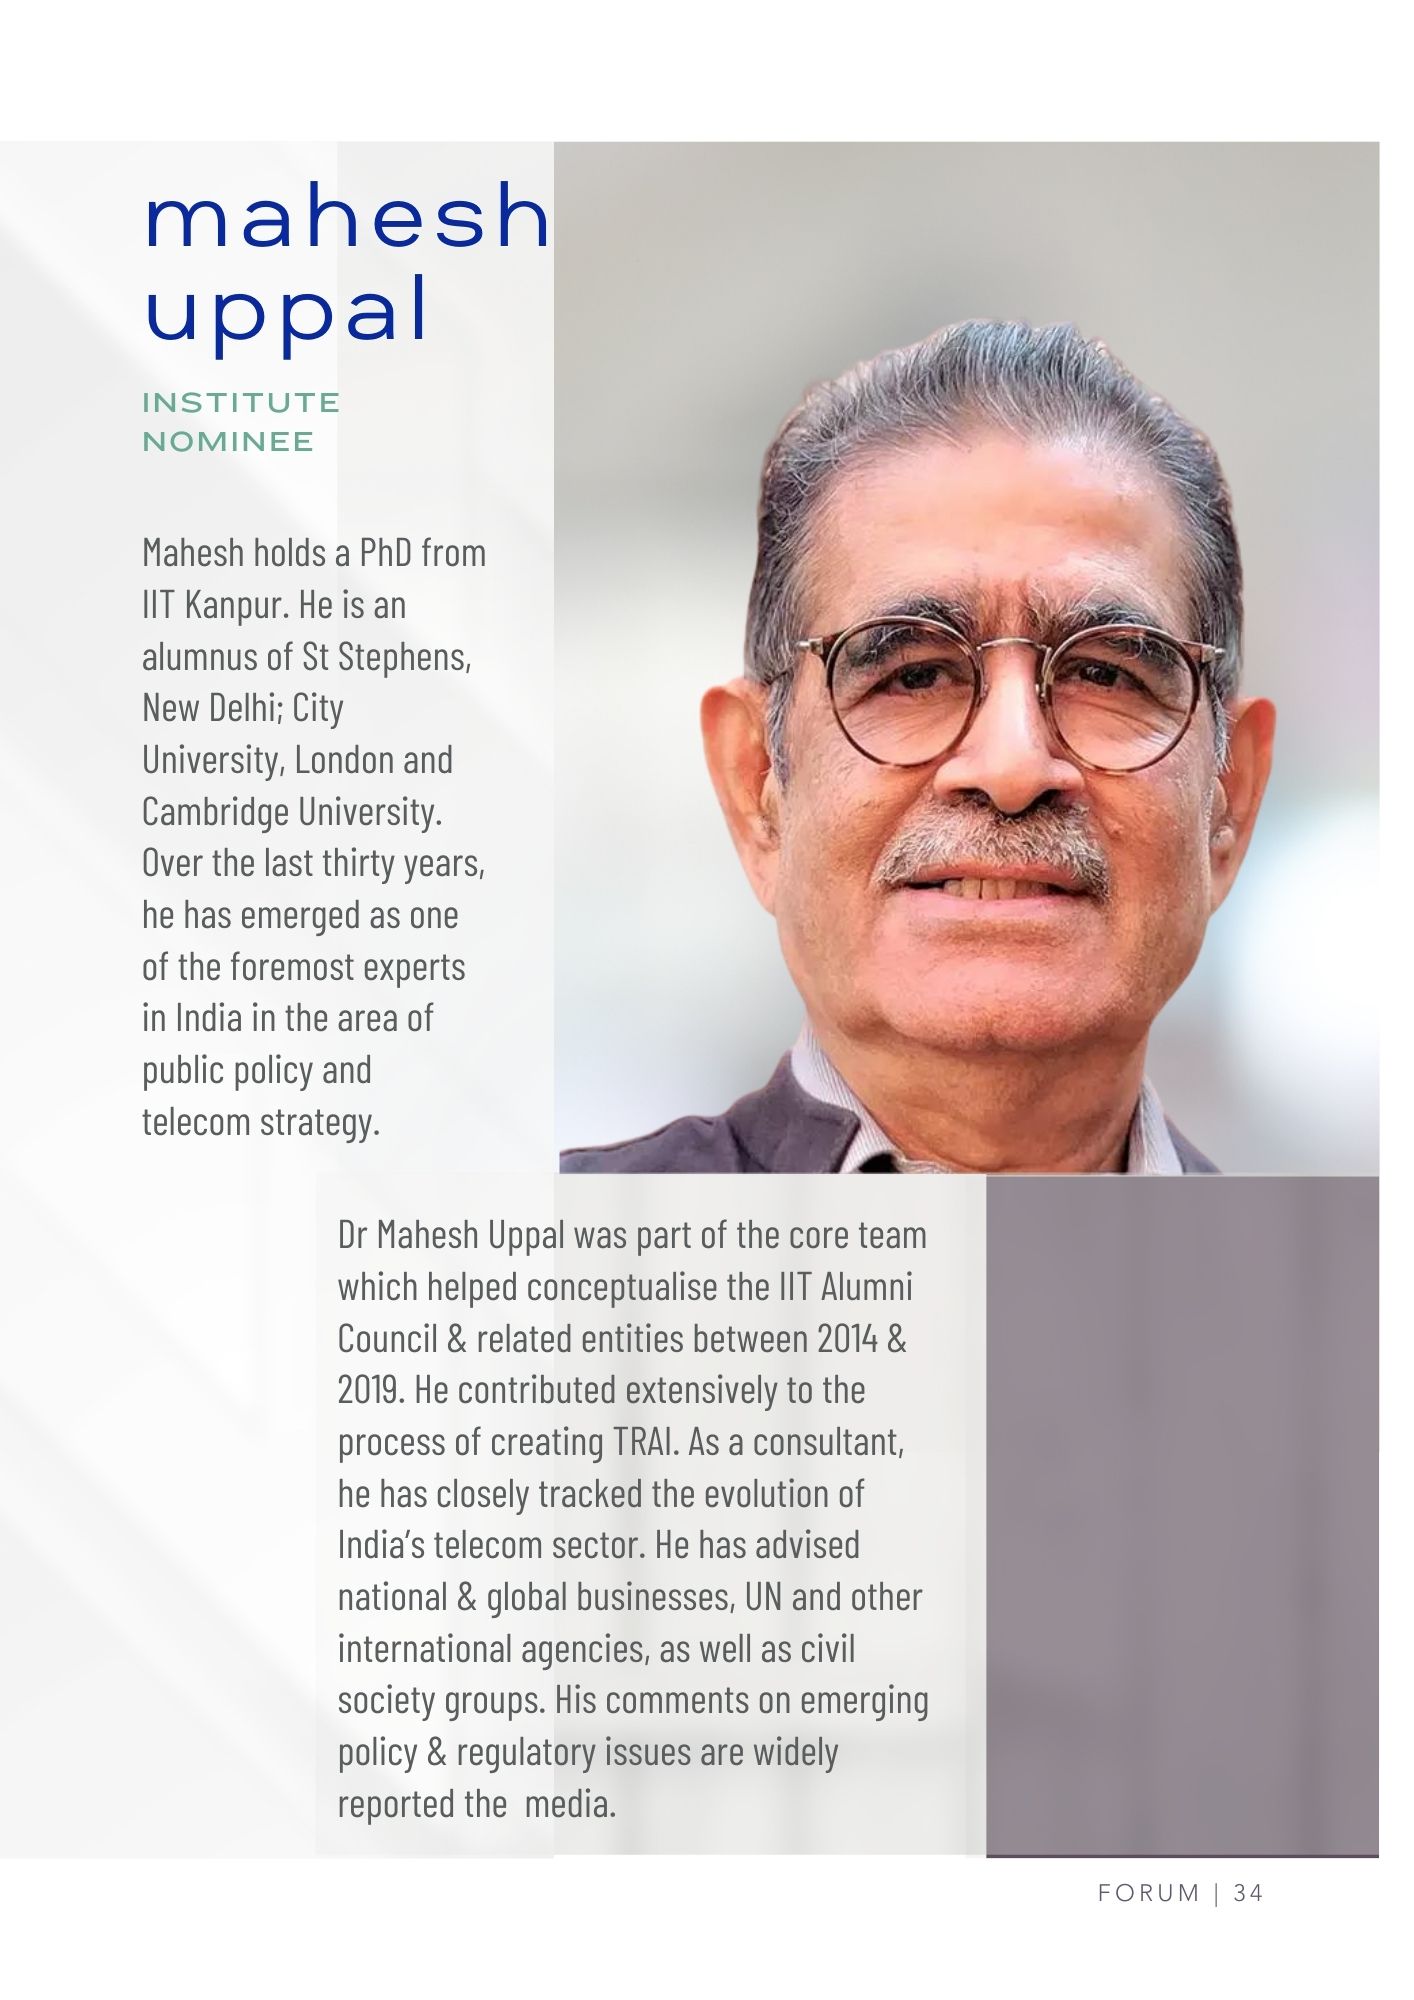 mahesh
uppal
INSTITUTE
NOMINEE
Mahesh holds a PhD from
IIT Kanpur. He is an
alumnus of St Stephens,
New Delhi; City
University, London and
Cambridge University.
Over the last thirty years,
he has emerged as one
of the foremost experts
in India in the area of
public policy and
telecom strategy.
Dr Mahesh Uppal was part of the core team
which helped conceptualise the IIT Alumni
Council & related entities between 2014 &
2019. He contributed extensively to the
process of creating TRAI. As a consultant,
he has closely tracked the evolution of
India’s telecom sector. He has advised
national & global businesses, UN and other
international agencies, as well as civil
society groups. His comments on emerging
policy & regulatory issues are widely
reported the  media.
FORUM | 34